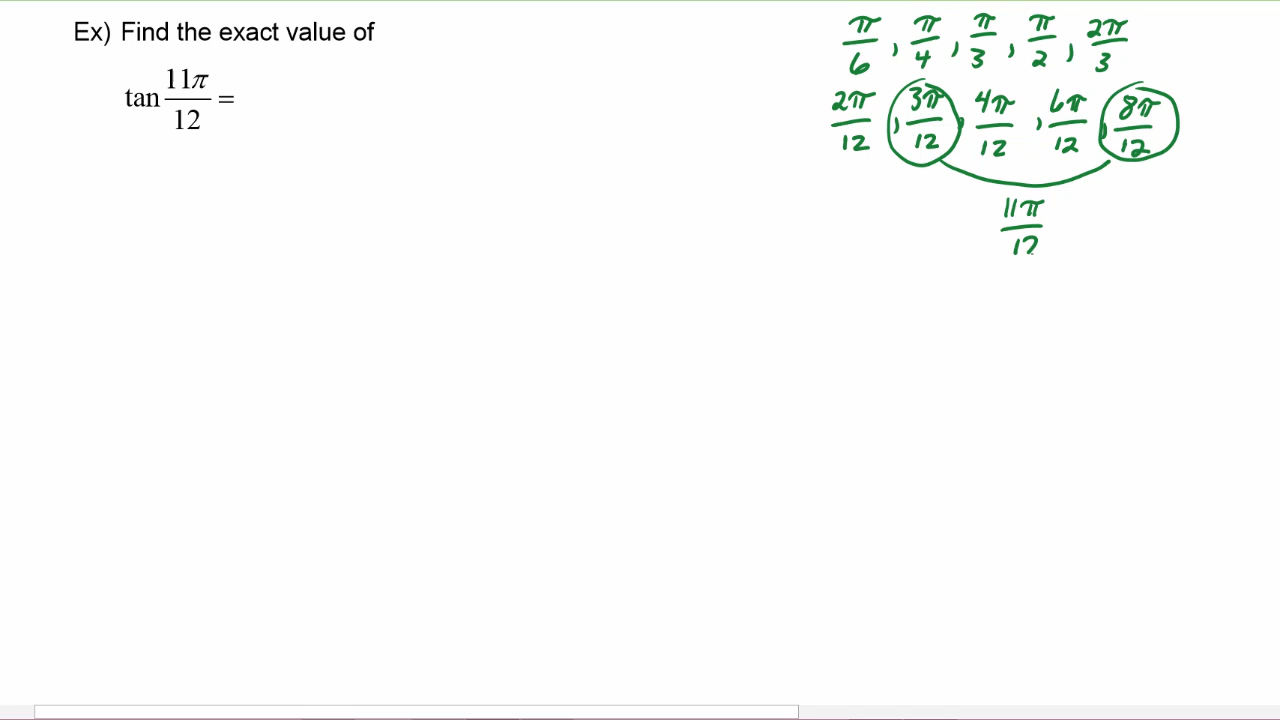 Ex) Find the exact value of
tan 11π/12 =
π/6 , π/4 , π/3 , π/2 , 2π/3
2π/12 , 3π/12 , 4π/12 , 6π/12 , 8π/12
11π/12